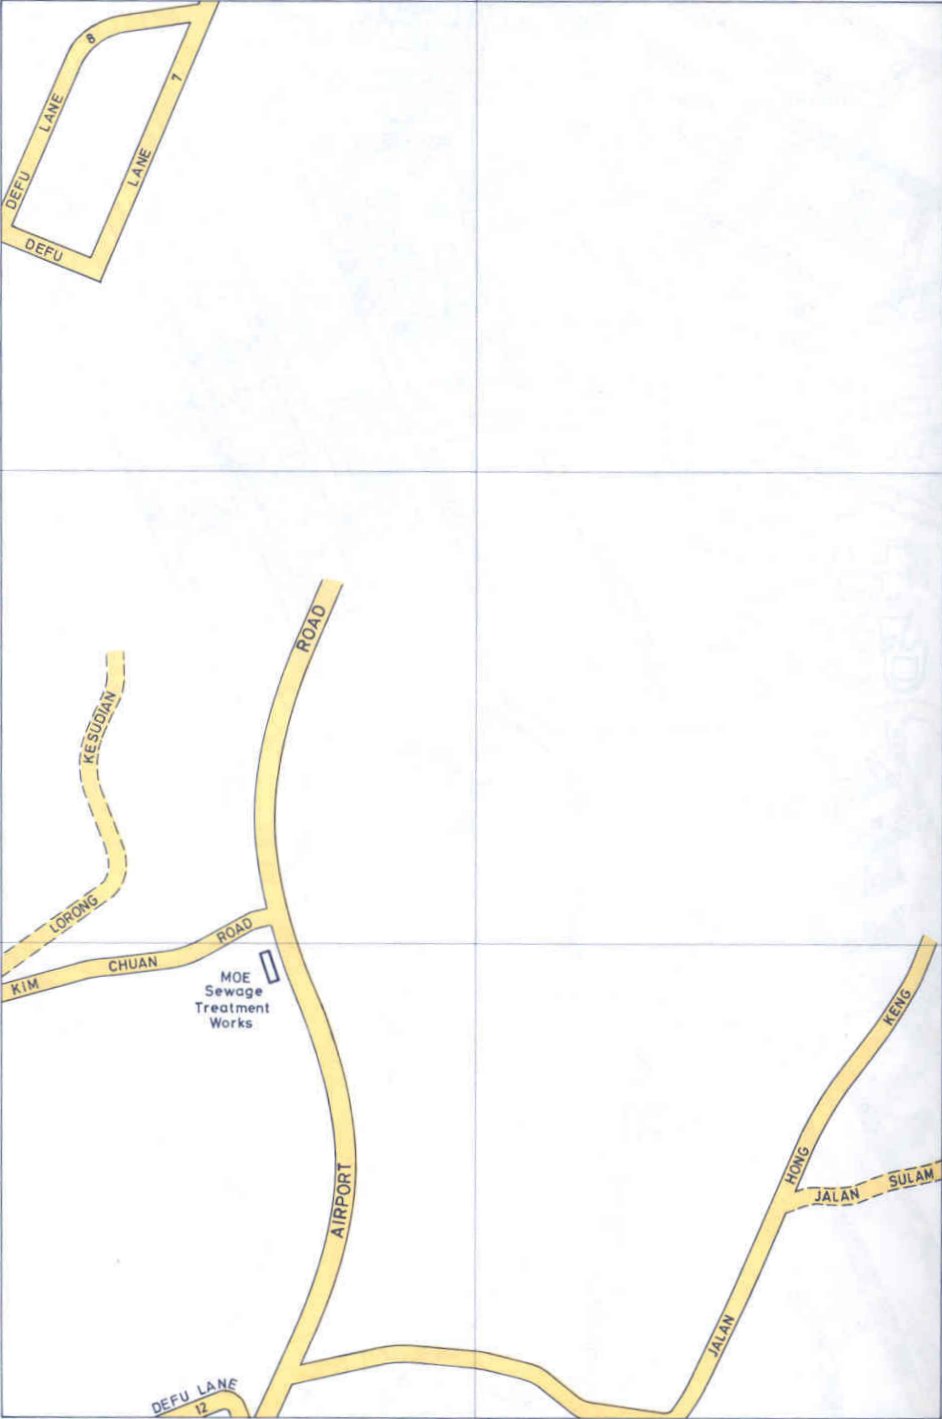 DEFU LANE 8
DEFU LANE 7
ROAD
LORONG KESUDIAN
KIM CHUAN ROAD
MOE
Sewage
Treatment
Works
AIRPORT
JALAN HONG KENG
JALAN SULAM
DEFU LANE
12